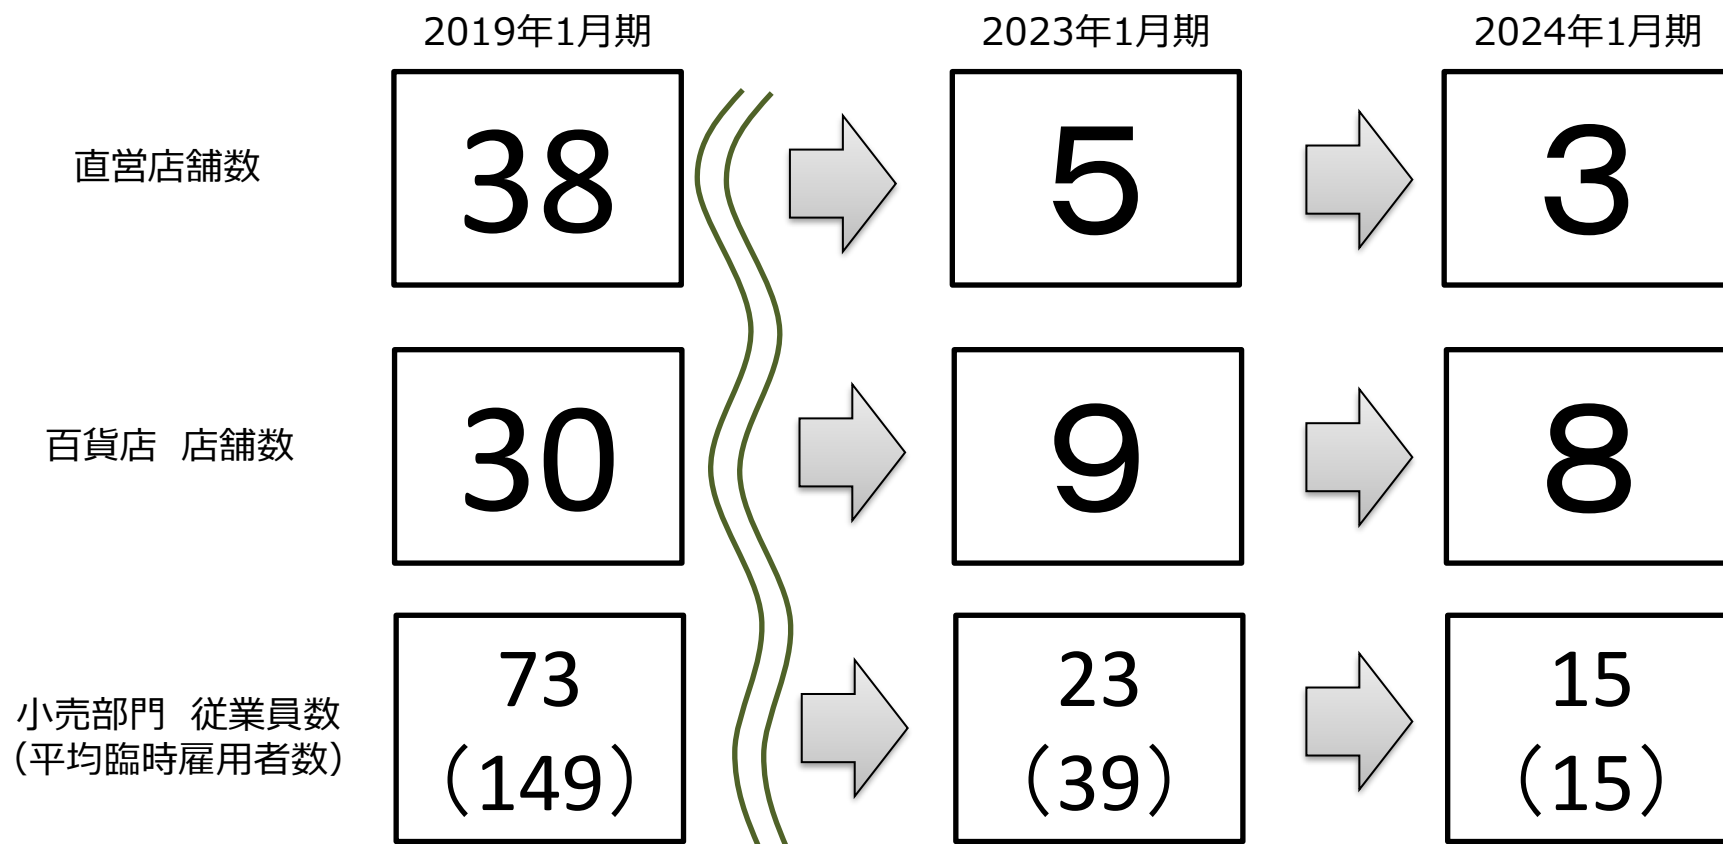 2019年1月期
2023年1月期
2024年1月期
直営店舗数
38
5
3
百貨店 店舗数
30
9
8
小売部門 従業員数
（平均臨時雇用者数）
73
（149）
23
（39）
15
（15）